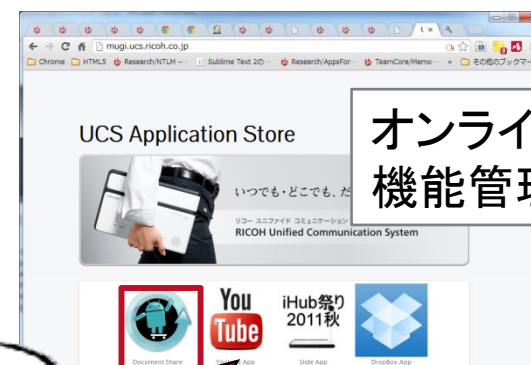 mugi.ucs.ricoh.co.jp
Chrome HTML5 Research/NTLM Sublime Text 2の… Research/AppsFor… TeamCore/Memo… » その他のブックマー
UCS Application Store
オンライ
機能管理
いつでも・どこでも、だ
リコー ユニファイド コミュニケーション
RICOH Unified Communication System
You
Tube
iHub祭り
2011秋
Document Share
Slide App
DropBox App